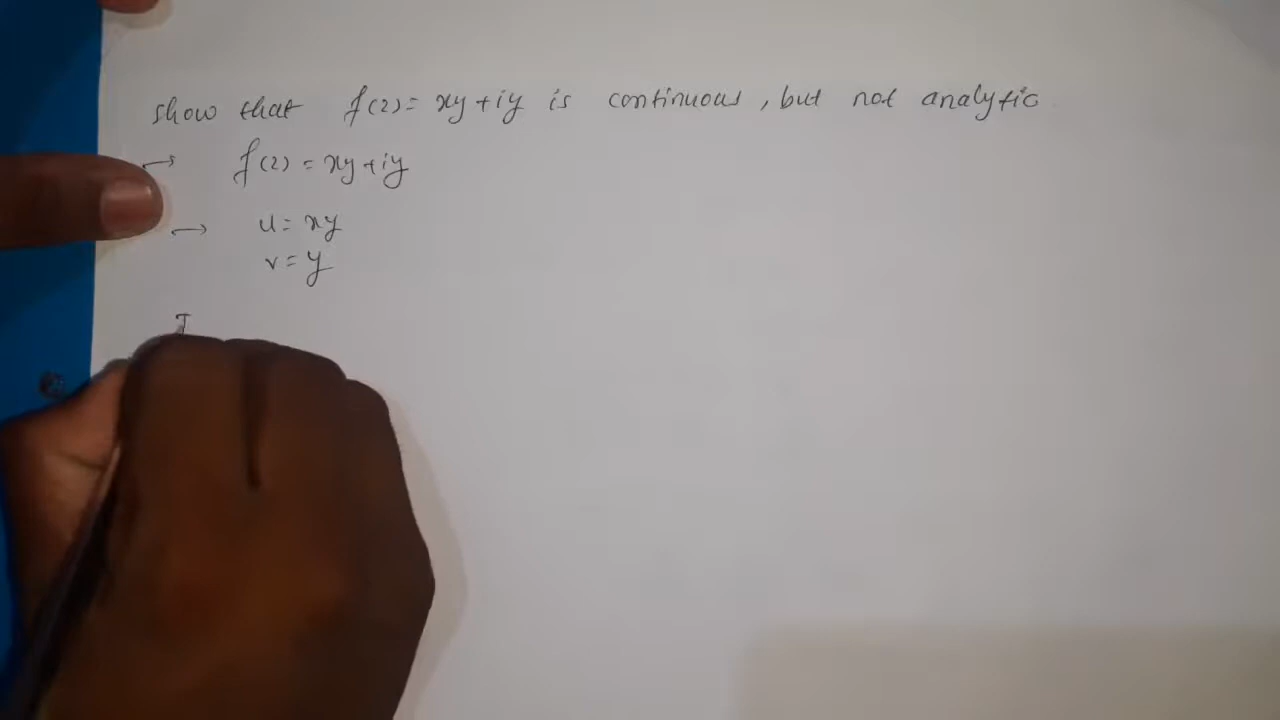 show that f(z) = xy + iy is continuous, but not analytic
→ f(z) = xy + iy
→ u = xy
v = y
I